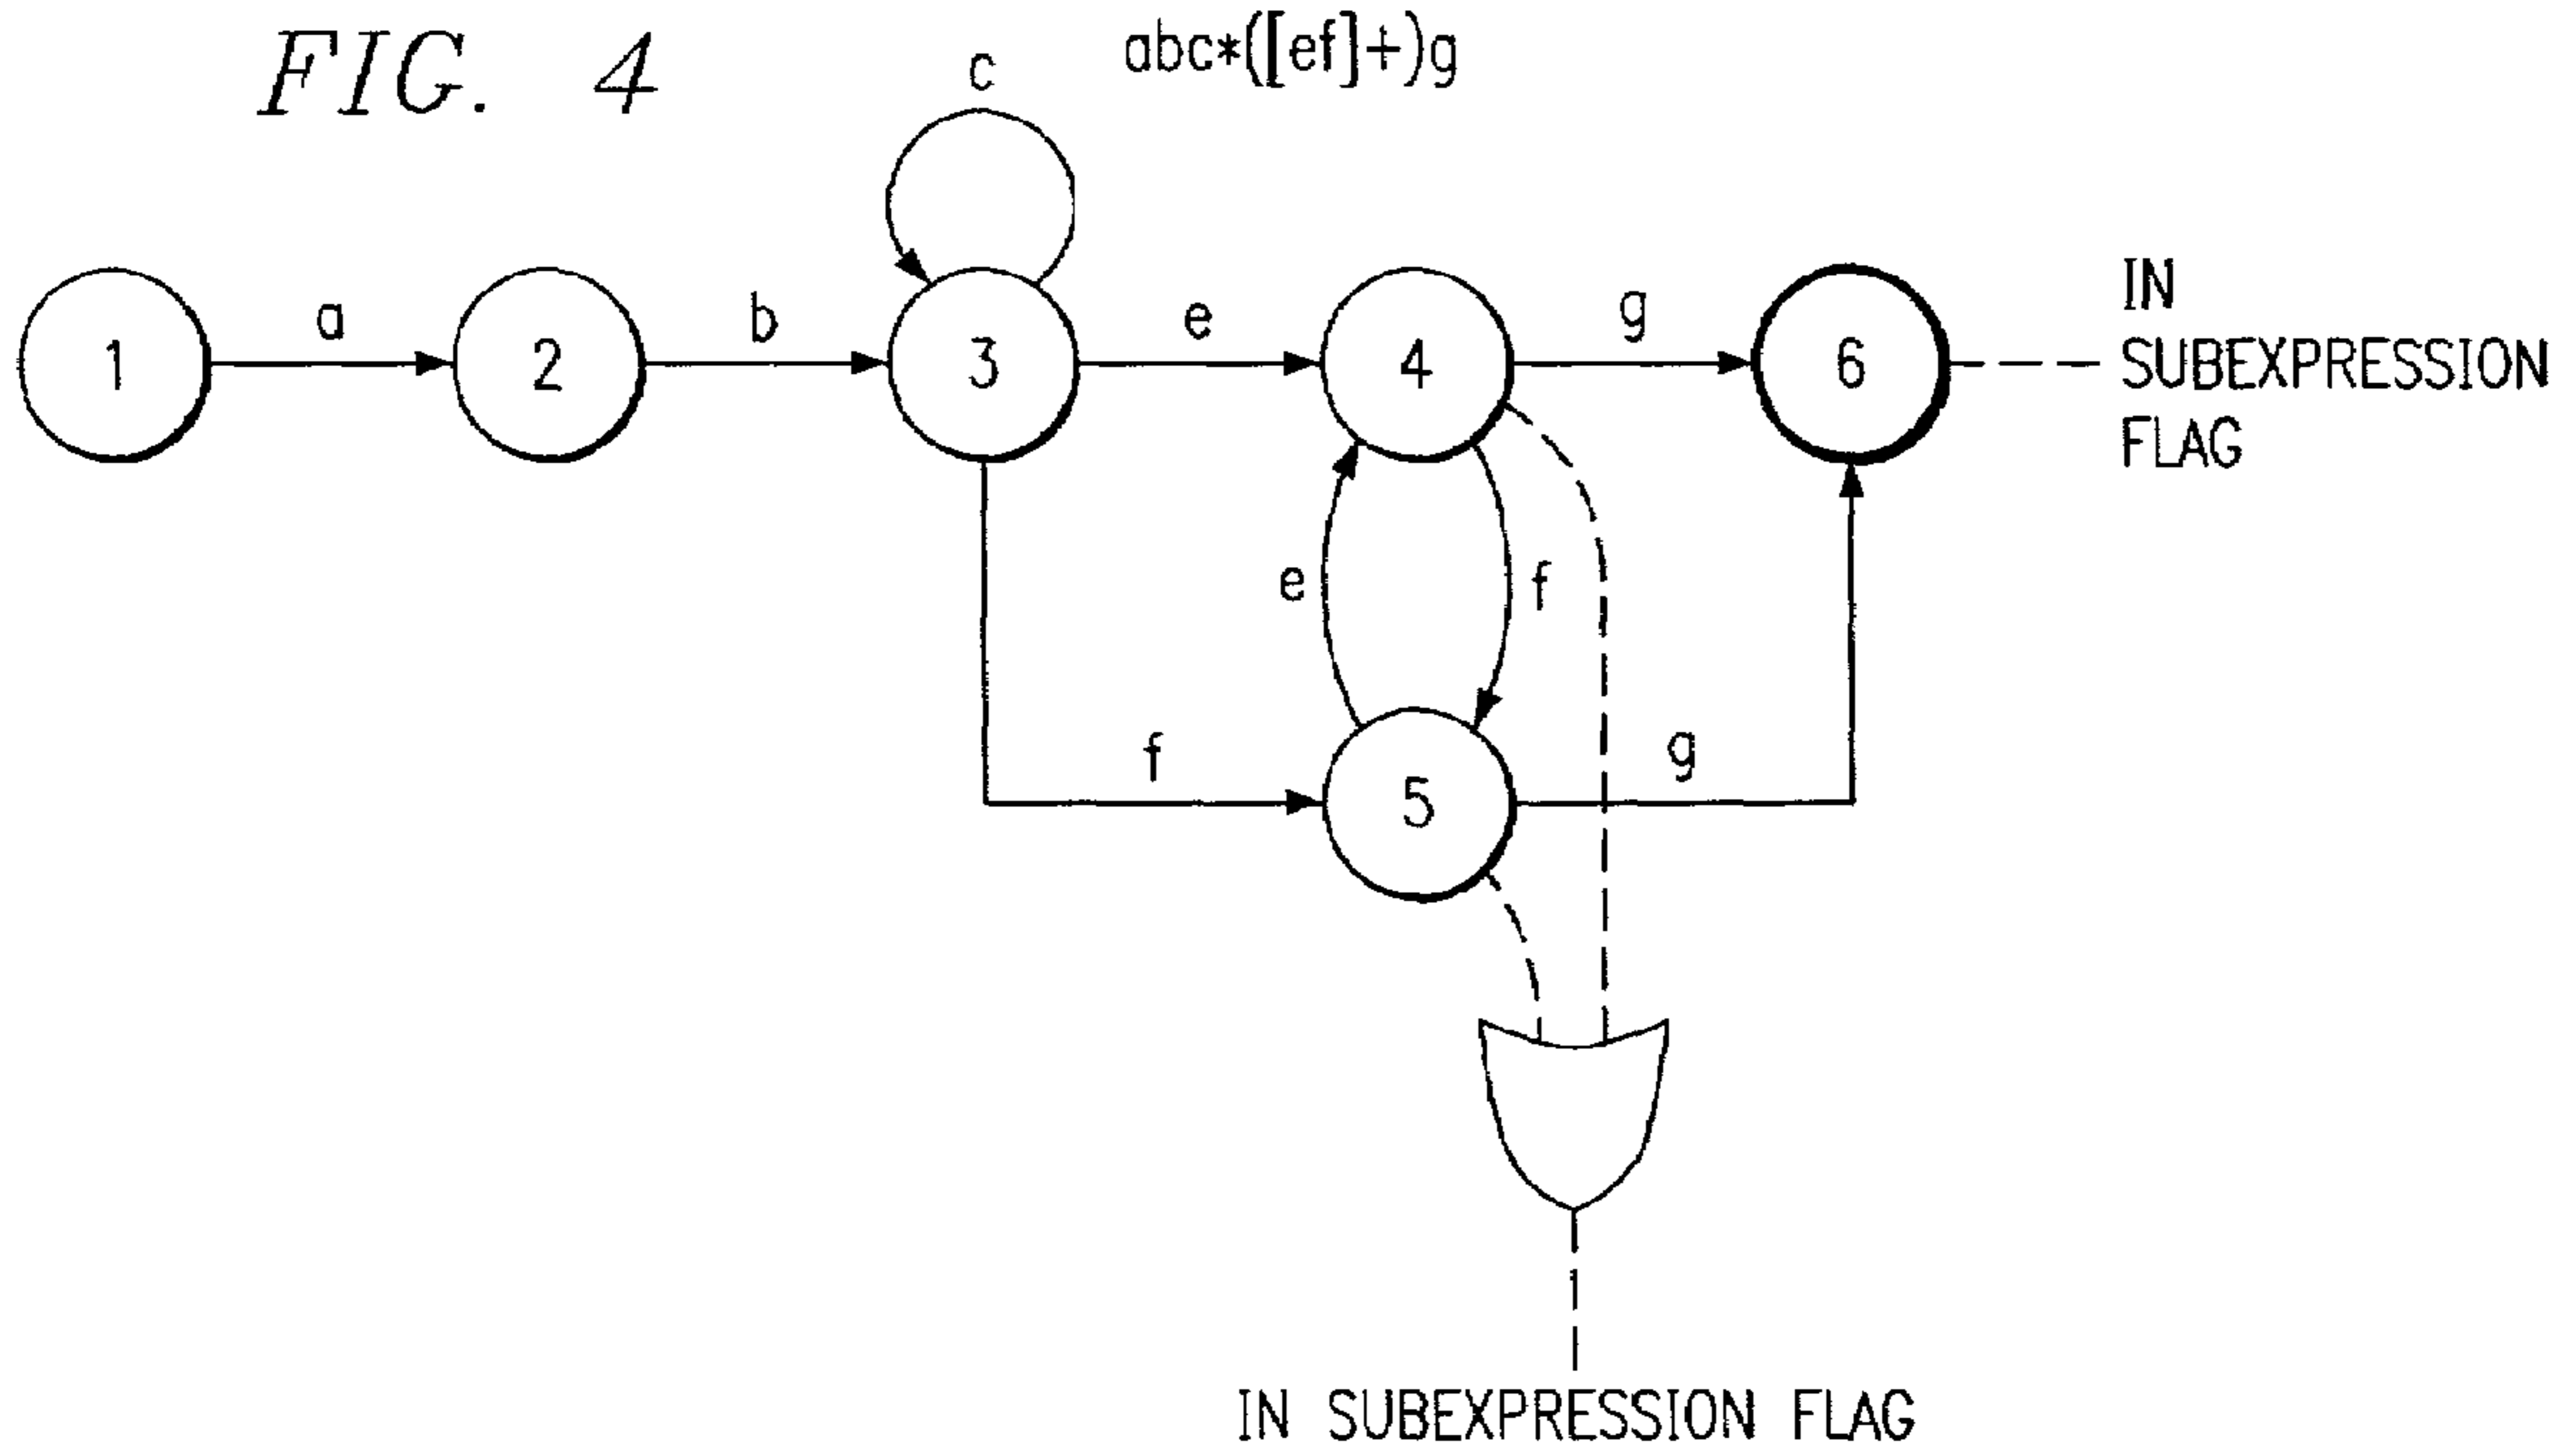 FIG. 4
abc*([ef]+)g
c
1
a
2
b
3
e
4
g
6
IN
SUBEXPRESSION
FLAG
e
f
f
5
g
IN SUBEXPRESSION FLAG